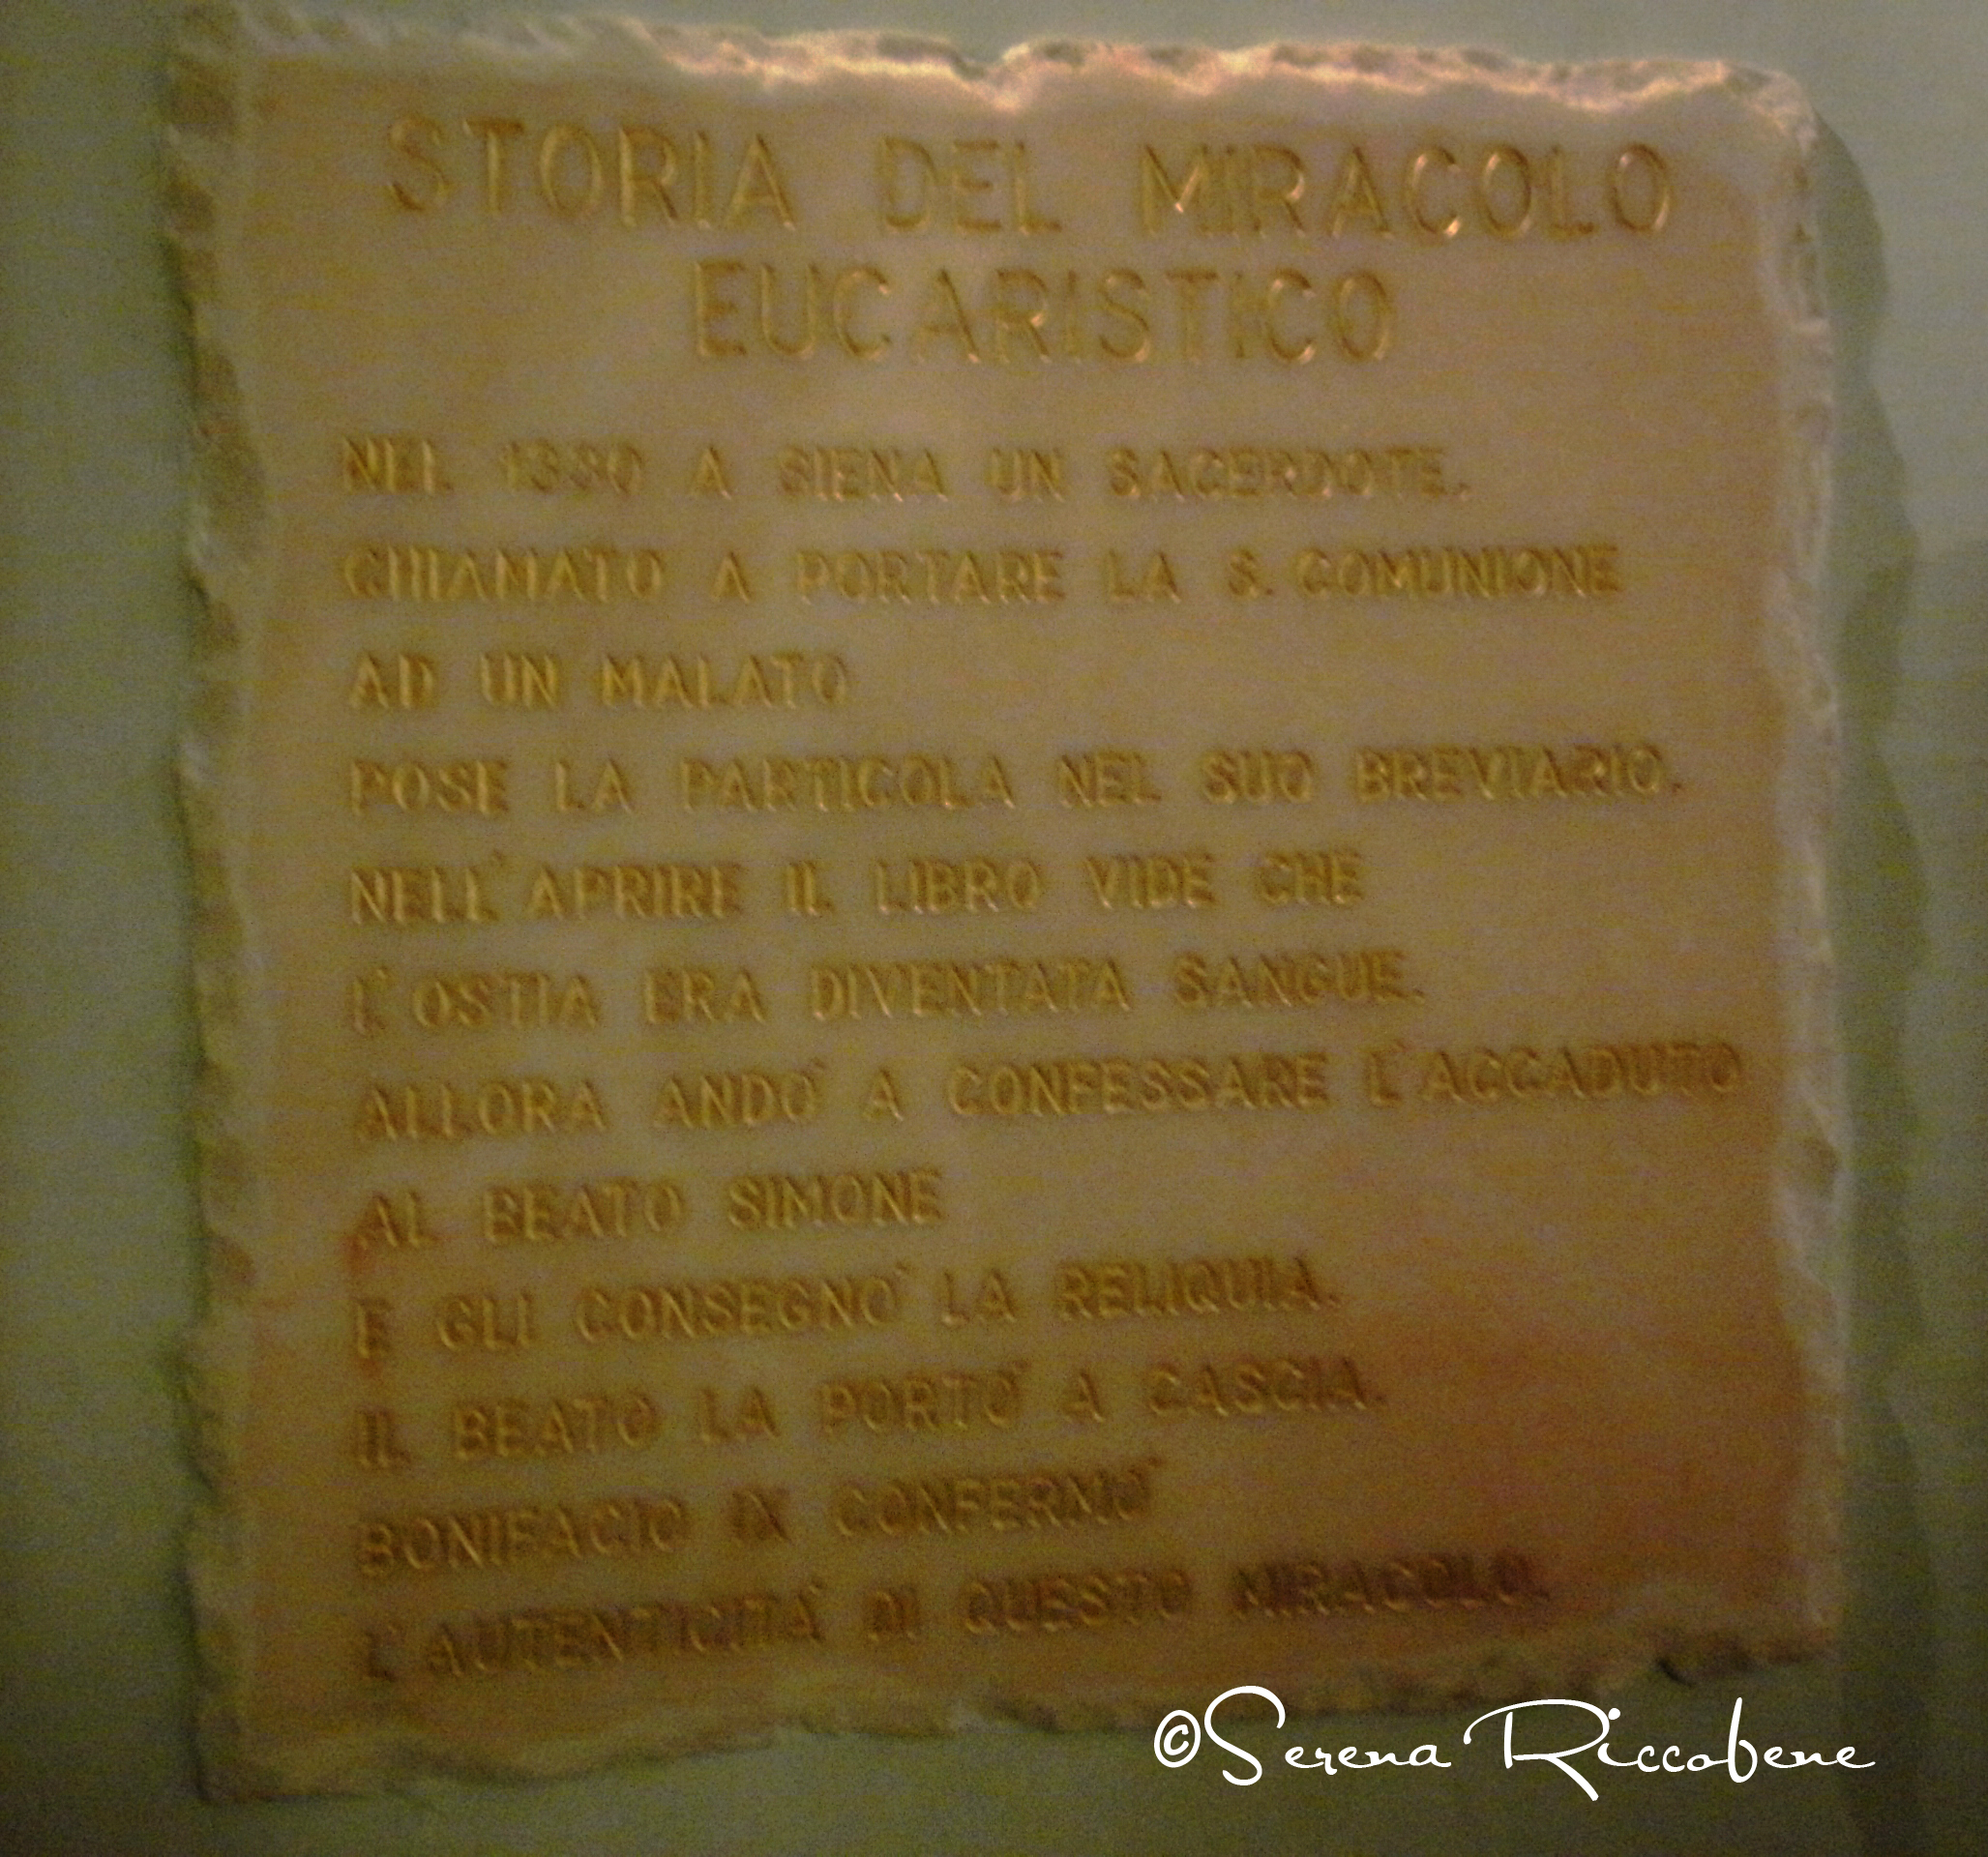 STORIA DEL MIRACOLO
EUCARISTICO
NEL 1330 A SIENA UN SACERDOTE,
CHIAMATO A PORTARE LA S. COMUNIONE
AD UN MALATO
POSE LA PARTICOLA NEL SUO BREVIARIO.
NELL'APRIRE IL LIBRO VIDE CHE
L'OSTIA ERA DIVENTATA SANGUE.
ALLORA ANDO' A CONFESSARE L'ACCADUTO
AL BEATO SIMONE
E GLI CONSEGNO' LA RELIQUIA.
IL BEATO LA PORTO' A CASCIA.
BONIFACIO IX CONFERMO'
L'AUTENTICITA' DI QUESTO MIRACOLO.
©Serena Riccobene